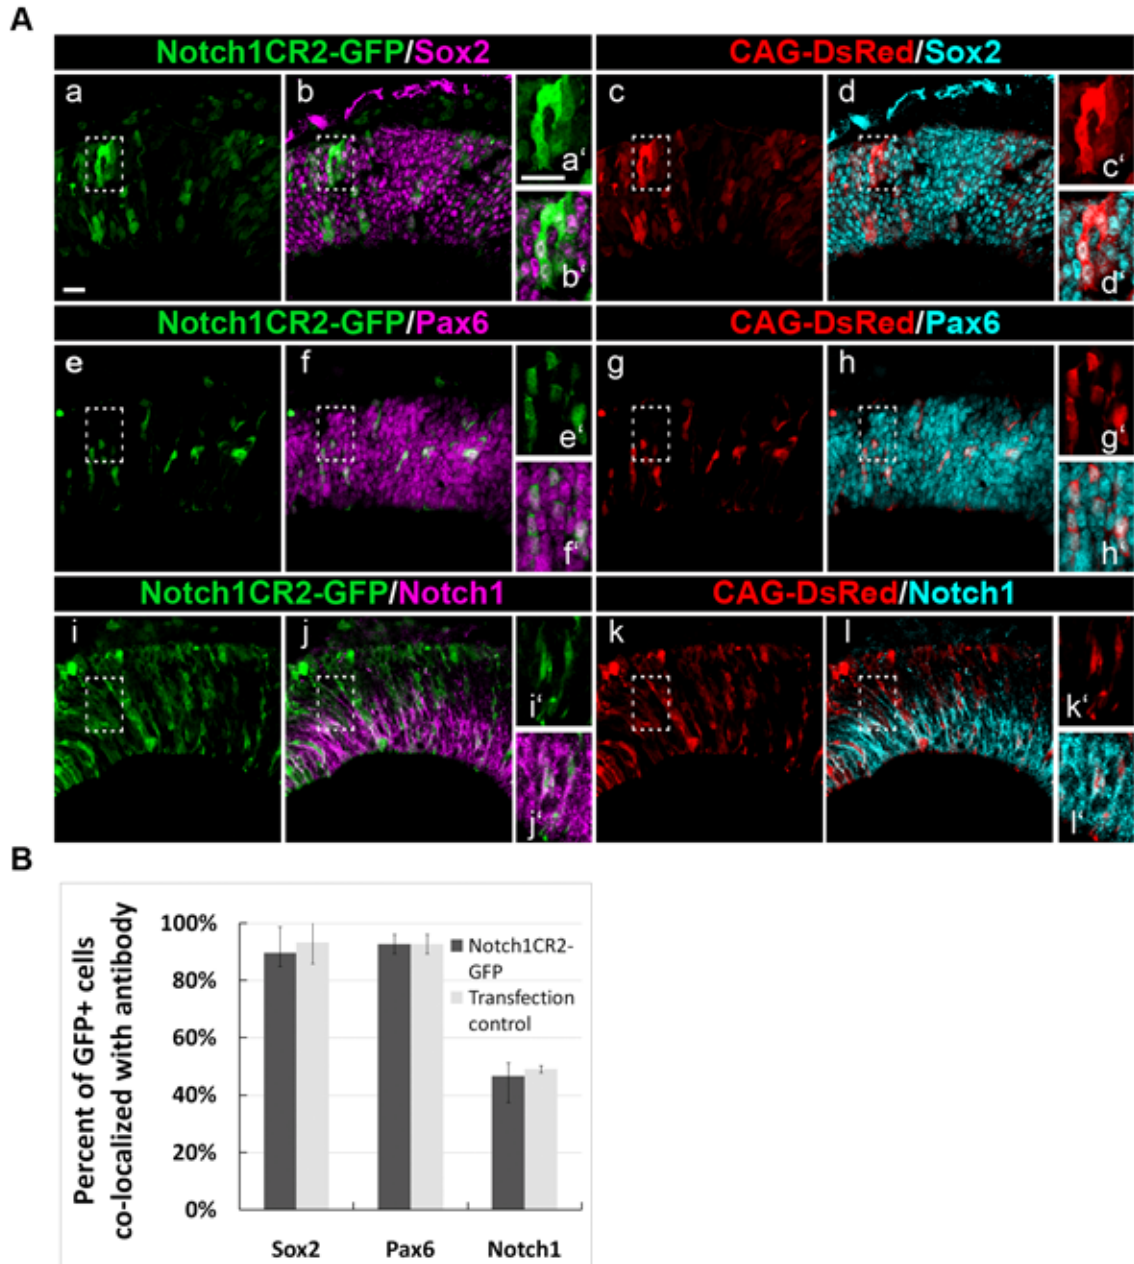 A
Notch1CR2-GFP/Sox2
CAG-DsRed/Sox2
a
b
a'
b'
c
d
c'
d'
Notch1CR2-GFP/Pax6
CAG-DsRed/Pax6
e
f
e'
f'
g
h
g'
h'
Notch1CR2-GFP/Notch1
CAG-DsRed/Notch1
i
j
i'
j'
k
l
k'
l'
B
Percent of GFP+ cells
co-localized with antibody
100%
80%
60%
40%
20%
0%
Notch1CR2-
GFP
Transfection
control
Sox2
Pax6
Notch1